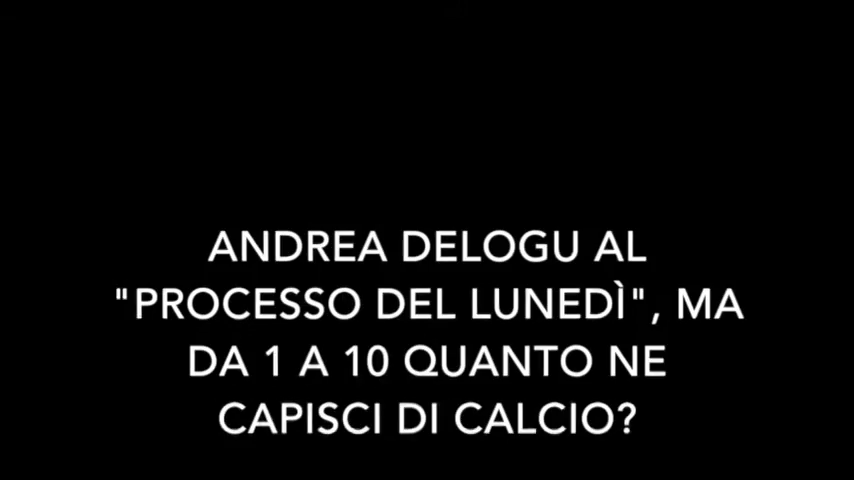 ANDREA DELOGU AL
"PROCESSO DEL LUNEDÌ", MA
DA 1 A 10 QUANTO NE
CAPISCI DI CALCIO?